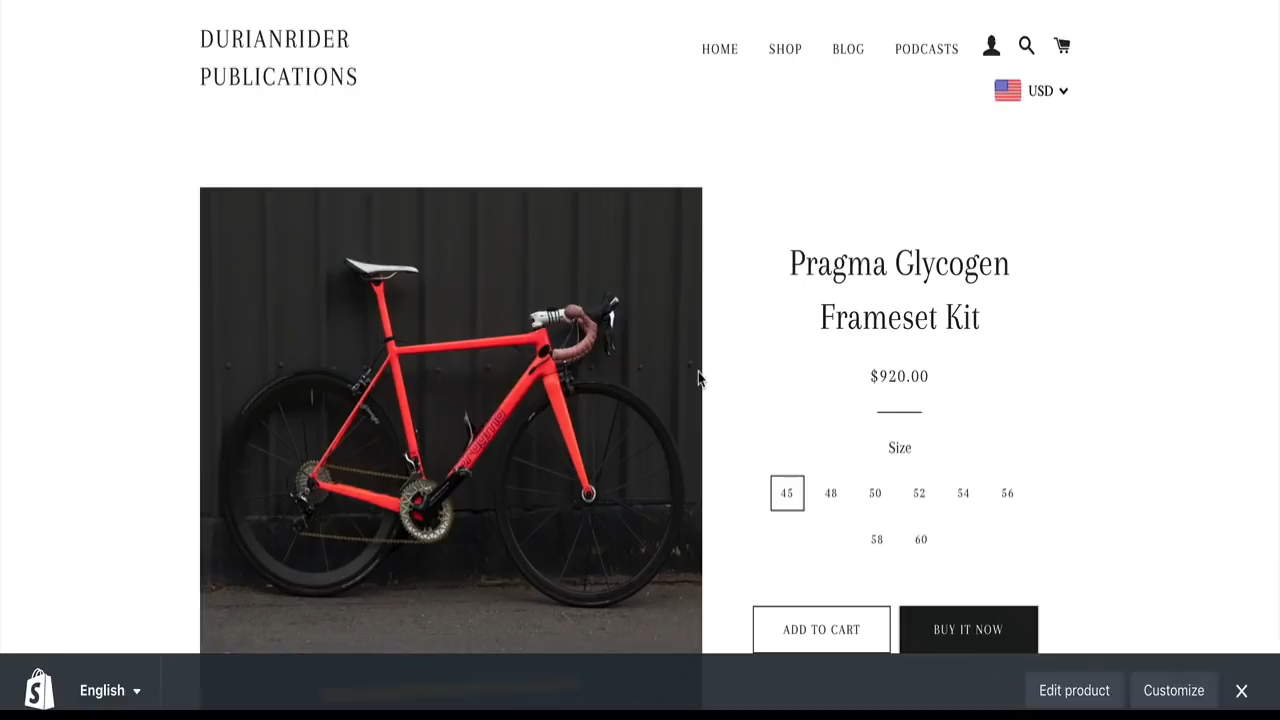 DURIANRIDER
PUBLICATIONS
HOME SHOP BLOG PODCASTS
USD
Pragma Glycogen
Frameset Kit
$920.00
Size
45 48 50 52 54 56
58 60
ADD TO CART BUY IT NOW
pragma
English Edit product Customize